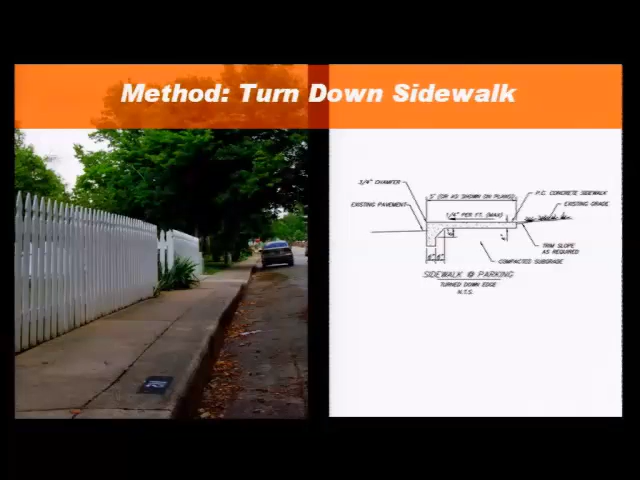 Method: Turn Down Sidewalk
3/4" CHAMFER
5' (OR AS SHOWN ON PLANS)
P.C. CONCRETE SIDEWALK
EXISTING PAVEMENT
EXISTING GRADE
1/4" PER FT. (MAX)
TRIM SLOPE
AS REQUIRED
COMPACTED SUBGRADE
SIDEWALK @ PARKING
TURNED DOWN EDGE
N.T.S.